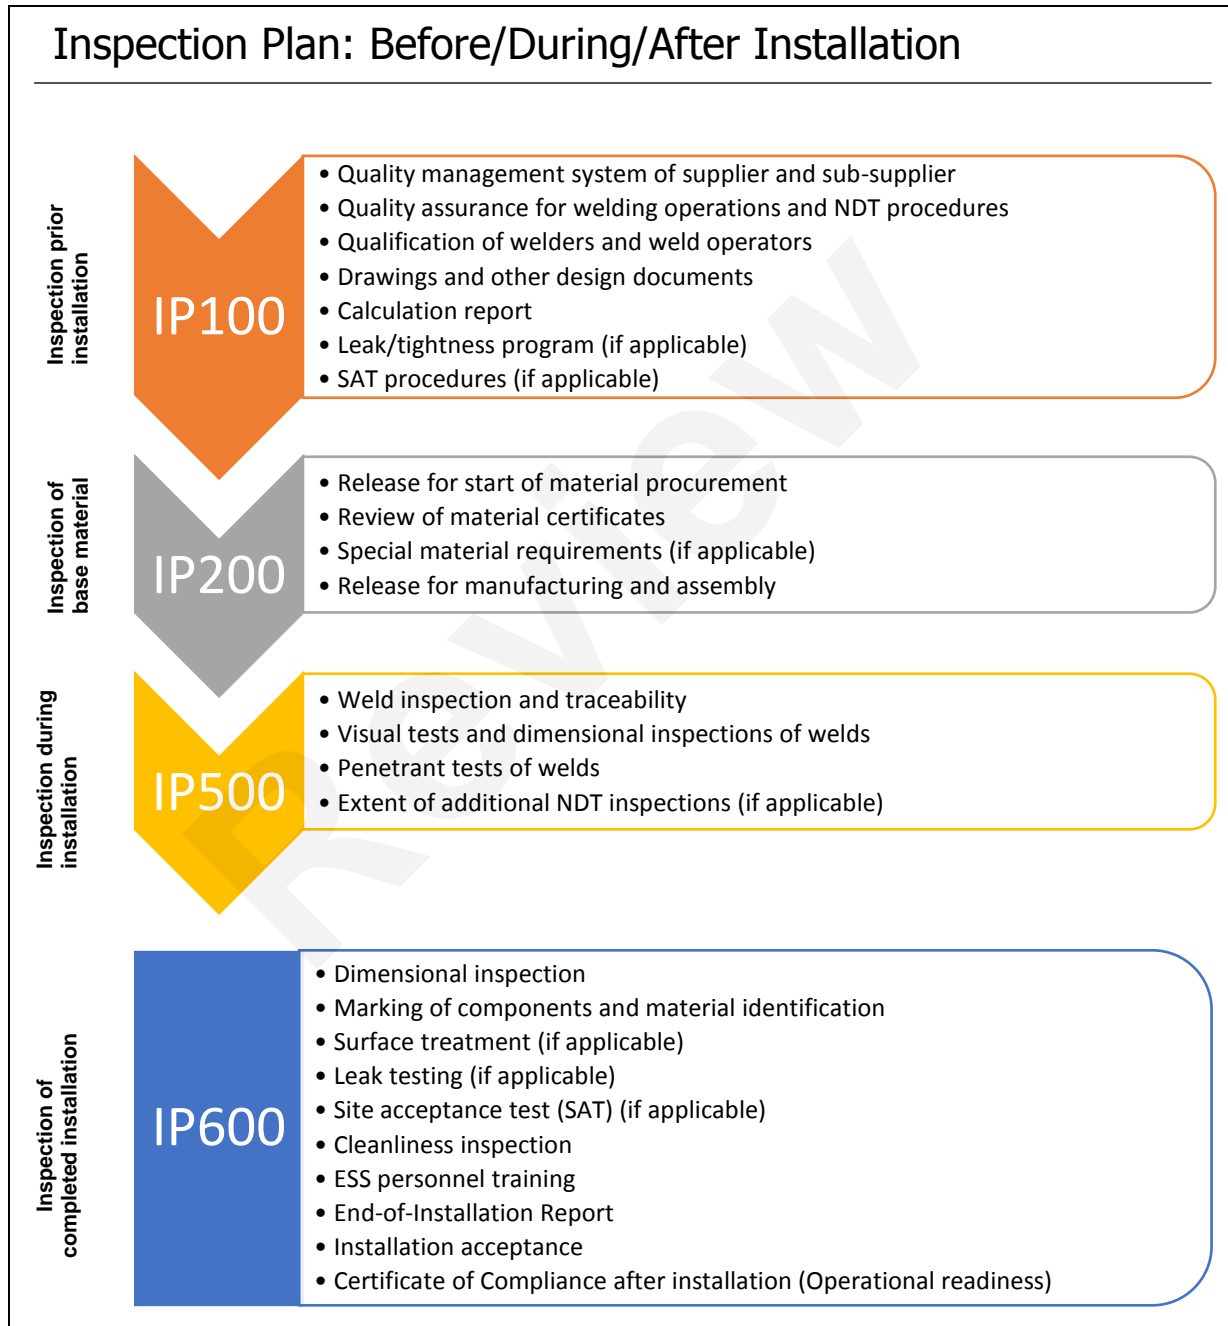 Inspection Plan: Before/During/After Installation
Inspection prior
installation
IP100
• Quality management system of supplier and sub-supplier
• Quality assurance for welding operations and NDT procedures
• Qualification of welders and weld operators
• Drawings and other design documents
• Calculation report
• Leak/tightness program (if applicable)
• SAT procedures (if applicable)
Inspection of
base material
IP200
• Release for start of material procurement
• Review of material certificates
• Special material requirements (if applicable)
• Release for manufacturing and assembly
Inspection during
installation
IP500
• Weld inspection and traceability
• Visual tests and dimensional inspections of welds
• Penetrant tests of welds
• Extent of additional NDT inspections (if applicable)
Inspection of
completed installation
IP600
• Dimensional inspection
• Marking of components and material identification
• Surface treatment (if applicable)
• Leak testing (if applicable)
• Site acceptance test (SAT) (if applicable)
• Cleanliness inspection
• ESS personnel training
• End-of-Installation Report
• Installation acceptance
• Certificate of Compliance after installation (Operational readiness)
Review